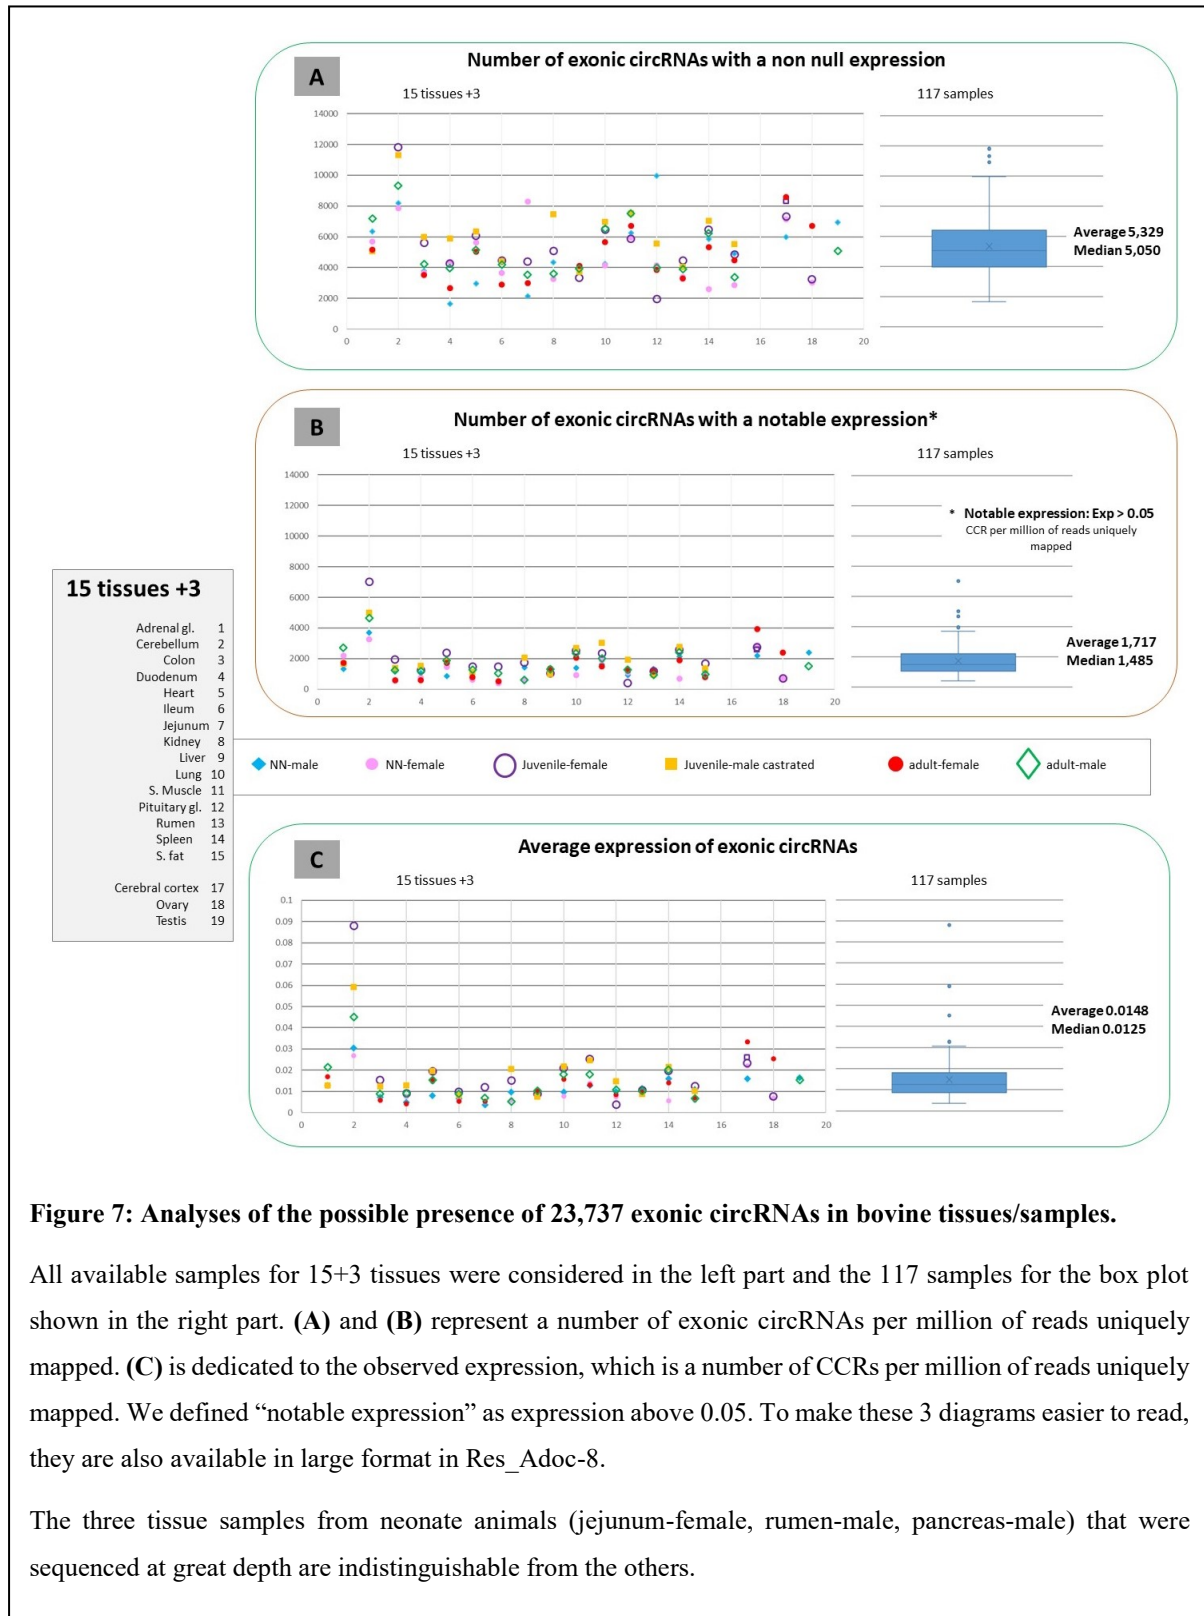 A
Number of exonic circRNAs with a non null expression
15 tissues +3
117 samples
14000
12000
10000
8000
6000
4000
2000
0
0 2 4 6 8 10 12 14 16 18 20
Average 5,329
Median 5,050
B
Number of exonic circRNAs with a notable expression*
15 tissues +3
117 samples
14000
12000
10000
8000
6000
4000
2000
0
0 2 4 6 8 10 12 14 16 18 20
* Notable expression: Exp > 0.05
CCR per million of reads uniquely
mapped
Average 1,717
Median 1,485
15 tissues +3
Adrenal gl. 1
Cerebellum 2
Colon 3
Duodenum 4
Heart 5
Ileum 6
Jejunum 7
Kidney 8
Liver 9
Lung 10
S. Muscle 11
Pituitary gl. 12
Rumen 13
Spleen 14
S. fat 15
Cerebral cortex 17
Ovary 18
Testis 19
NN-male NN-female Juvenile-female Juvenile-male castrated adult-female adult-male
C
Average expression of exonic circRNAs
15 tissues +3
117 samples
0.1
0.09
0.08
0.07
0.06
0.05
0.04
0.03
0.02
0.01
0
0 2 4 6 8 10 12 14 16 18 20
Average 0.0148
Median 0.0125
Figure 7: Analyses of the possible presence of 23,737 exonic circRNAs in bovine tissues/samples.
All available samples for 15+3 tissues were considered in the left part and the 117 samples for the box plot
shown in the right part. (A) and (B) represent a number of exonic circRNAs per million of reads uniquely
mapped. (C) is dedicated to the observed expression, which is a number of CCRs per million of reads uniquely
mapped. We defined “notable expression” as expression above 0.05. To make these 3 diagrams easier to read,
they are also available in large format in Res_Adoc-8.
The three tissue samples from neonate animals (jejunum-female, rumen-male, pancreas-male) that were
sequenced at great depth are indistinguishable from the others.